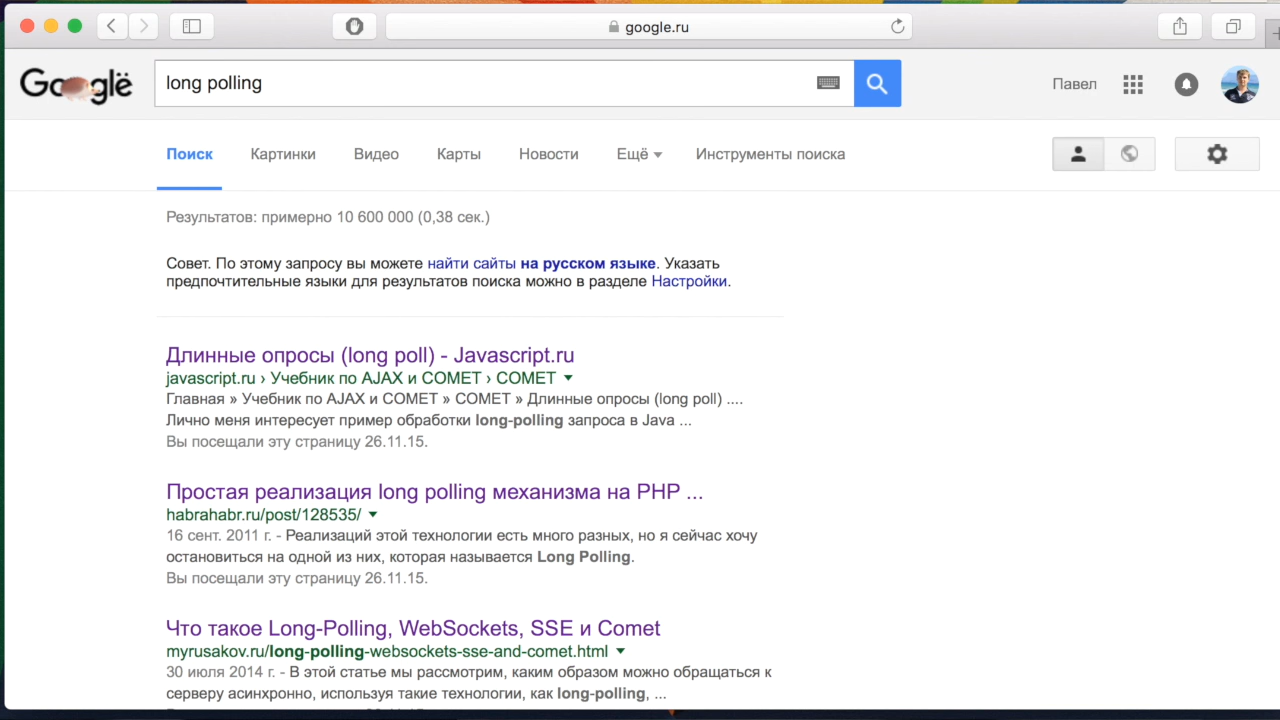 google.ru
Googlё
long polling
Павел
Поиск
Картинки
Видео
Карты
Новости
Ещё
Инструменты поиска
Результатов: примерно 10 600 000 (0,38 сек.)
Совет. По этому запросу вы можете найти сайты на русском языке. Указать
предпочтительные языки для результатов поиска можно в разделе Настройки.
Длинные опросы (long poll) - Javascript.ru
javascript.ru › Учебник по AJAX и COMET › COMET
Главная » Учебник по AJAX и COMET » COMET » Длинные опросы (long poll) ....
Лично меня интересует пример обработки long-polling запроса в Java ...
Вы посещали эту страницу 26.11.15.
Простая реализация long polling механизма на PHP ...
habrahabr.ru/post/128535/
16 сент. 2011 г. - Реализаций этой технологии есть много разных, но я сейчас хочу
остановиться на одной из них, которая называется Long Polling.
Вы посещали эту страницу 26.11.15.
Что такое Long-Polling, WebSockets, SSE и Comet
myrusakov.ru/long-polling-websockets-sse-and-comet.html
30 июля 2014 г. - В этой статье мы рассмотрим, каким образом можно обращаться к
серверу асинхронно, используя такие технологии, как long-polling, ...